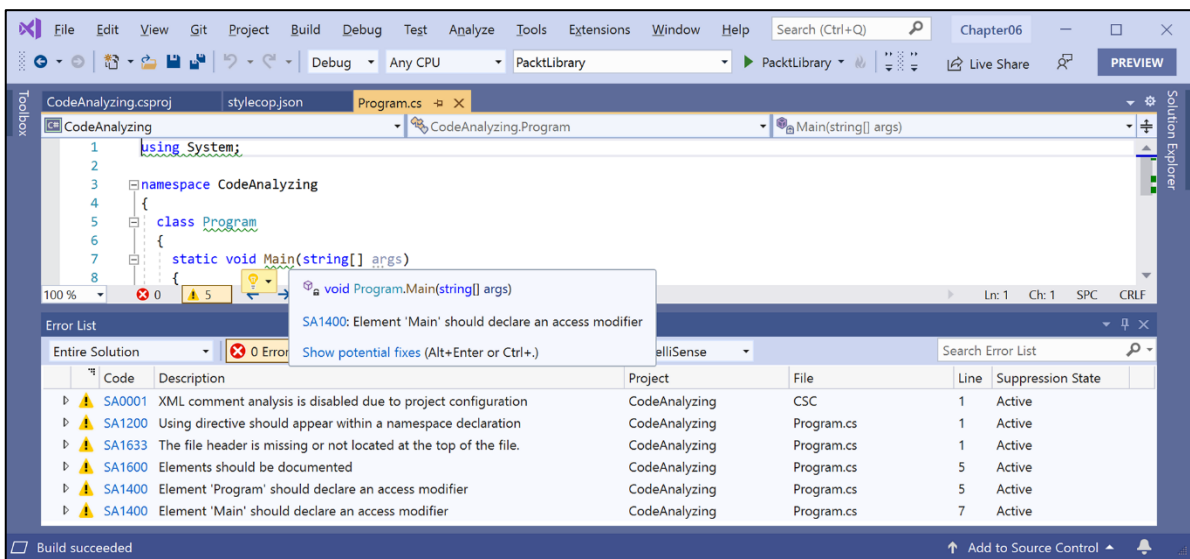 File Edit View Git Project Build Debug Test Analyze Tools Extensions Window Help Search (Ctrl+Q) Chapter06
Debug Any CPU PacktLibrary PacktLibrary Live Share PREVIEW
Toolbox
CodeAnalyzing.csproj stylecop.json Program.cs
Solution Explorer
CodeAnalyzing CodeAnalyzing.Program Main(string[] args)
1 using System;
2
3 namespace CodeAnalyzing
4 {
5 class Program
6 {
7 static void Main(string[] args)
8 {
100 % 0 5 Ln: 1 Ch: 1 SPC CRLF
void Program.Main(string[] args)
SA1400: Element 'Main' should declare an access modifier
Show potential fixes (Alt+Enter or Ctrl+.)
Error List
Entire Solution 0 Error elliSense Search Error List
Code Description Project File Line Suppression State
SA0001 XML comment analysis is disabled due to project configuration CodeAnalyzing CSC 1 Active
SA1200 Using directive should appear within a namespace declaration CodeAnalyzing Program.cs 1 Active
SA1633 The file header is missing or not located at the top of the file. CodeAnalyzing Program.cs 1 Active
SA1600 Elements should be documented CodeAnalyzing Program.cs 5 Active
SA1400 Element 'Program' should declare an access modifier CodeAnalyzing Program.cs 5 Active
SA1400 Element 'Main' should declare an access modifier CodeAnalyzing Program.cs 7 Active
Build succeeded Add to Source Control